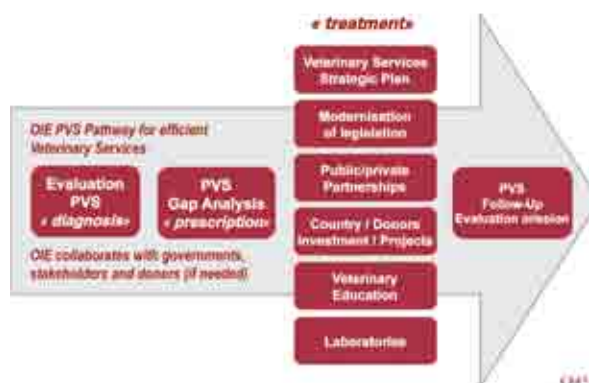 « treatment»
Veterinary Services
Strategic Plan
Modernisation
of legislation
OIE PVS Pathway for efficient
Veterinary Services
Public/private
Partnerships
Evaluation
PVS
« diagnosis»
PVS
Gap Analysis
« prescription»
PVS
Follow-Up
Evaluation mission
Country / Donors
Investment / Projects
OIE collaborates with governments,
stakeholders and donors (if needed)
Veterinary
Education
Laboratories